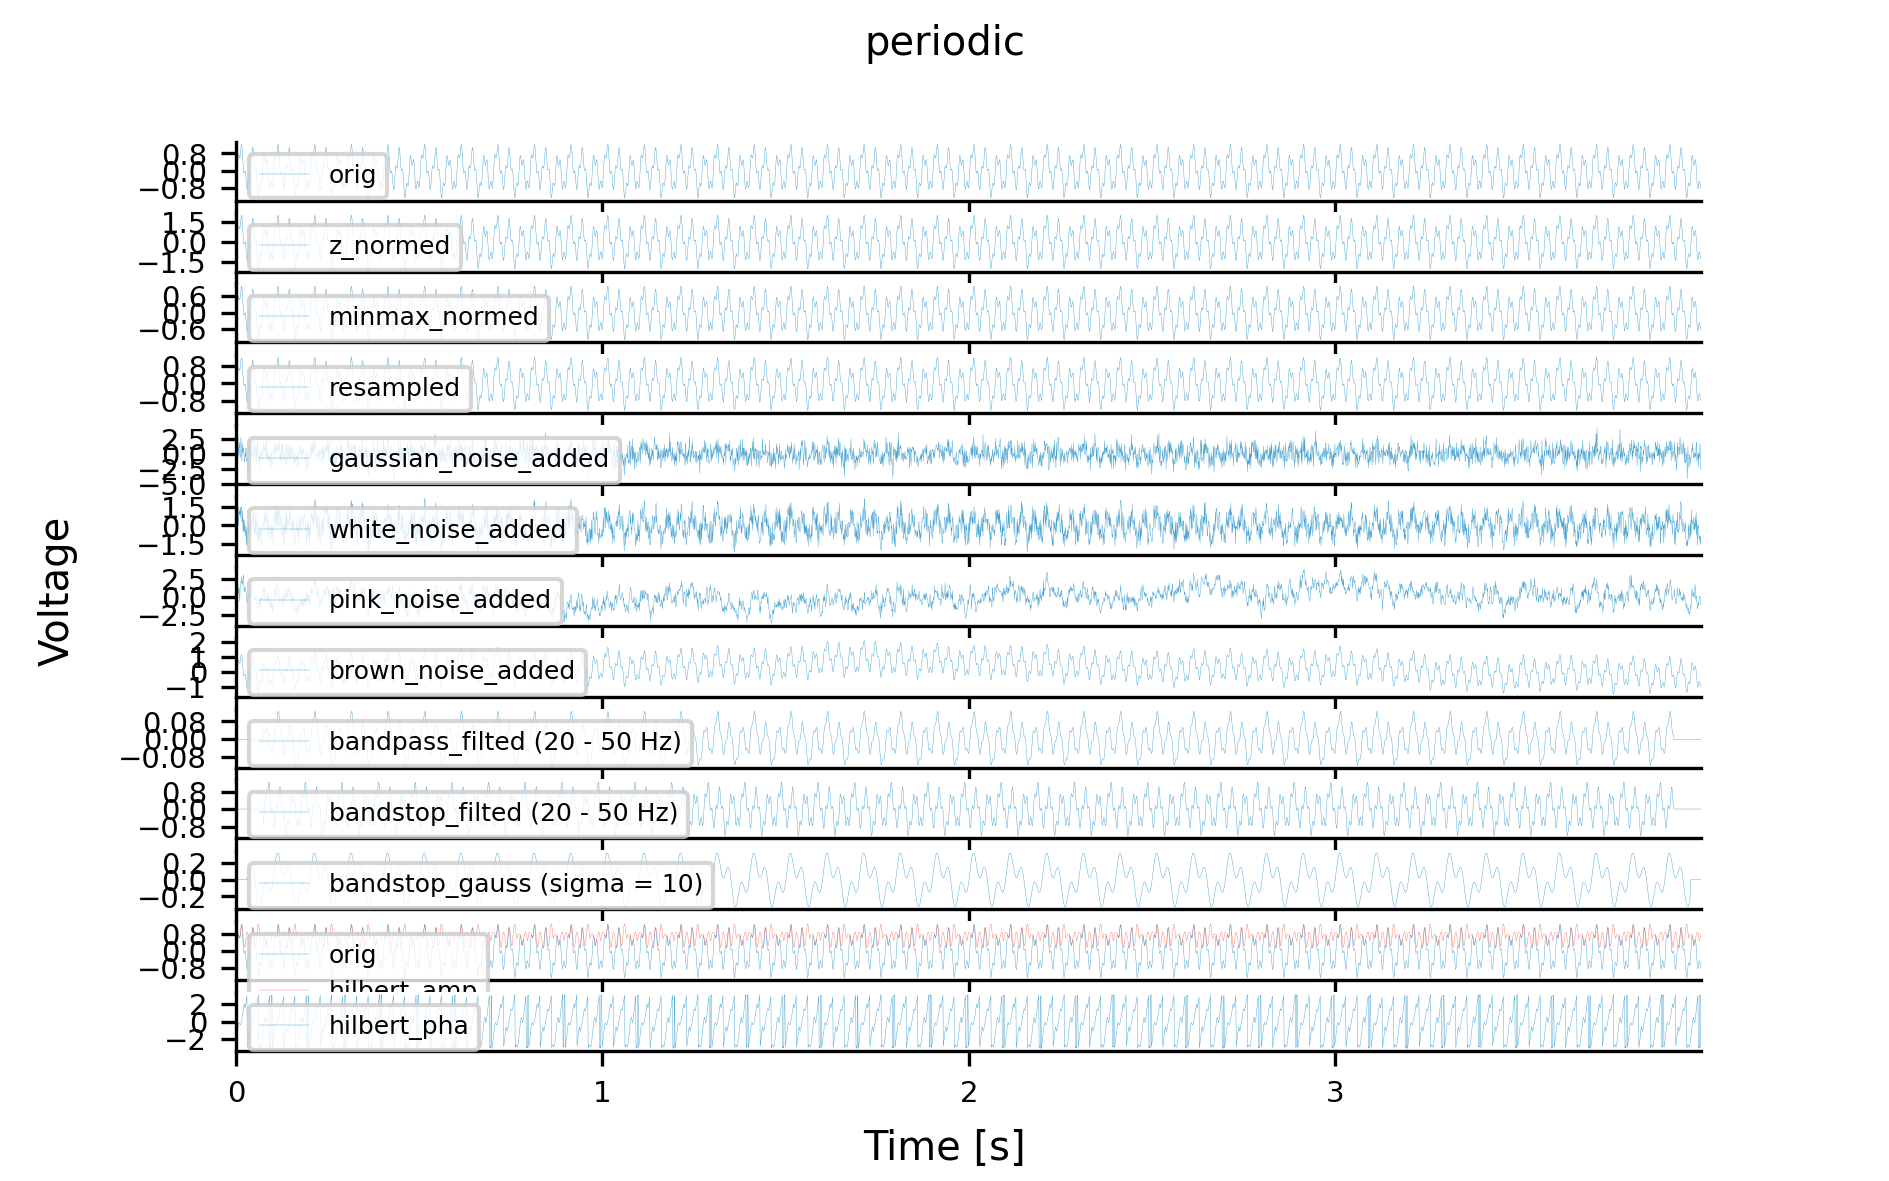 periodic
Voltage
0.8
0.0
−0.8
orig
1.5
0.0
−1.5
z_normed
0.6
0.0
−0.6
minmax_normed
0.8
0.0
−0.8
resampled
2.5
0.0
−2.5
−5.0
gaussian_noise_added
1.5
0.0
−1.5
white_noise_added
2.5
0.0
−2.5
pink_noise_added
2
1
0
−1
brown_noise_added
0.08
0.00
−0.08
bandpass_filted (20 - 50 Hz)
0.8
0.0
−0.8
bandstop_filted (20 - 50 Hz)
0.2
0.0
−0.2
bandstop_gauss (sigma = 10)
0.8
0.0
−0.8
orig
hilbert_amp
2
0
−2
hilbert_pha
0 1 2 3
Time [s]